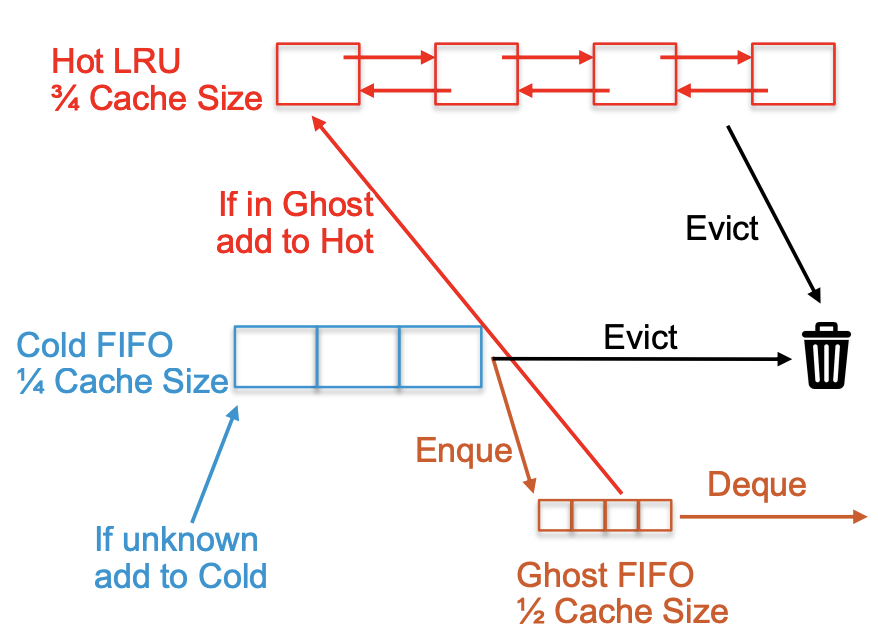 Hot LRU
¾ Cache Size
If in Ghost
add to Hot
Evict
Cold FIFO
¼ Cache Size
Evict
Enque
Deque
If unknown
add to Cold
Ghost FIFO
½ Cache Size